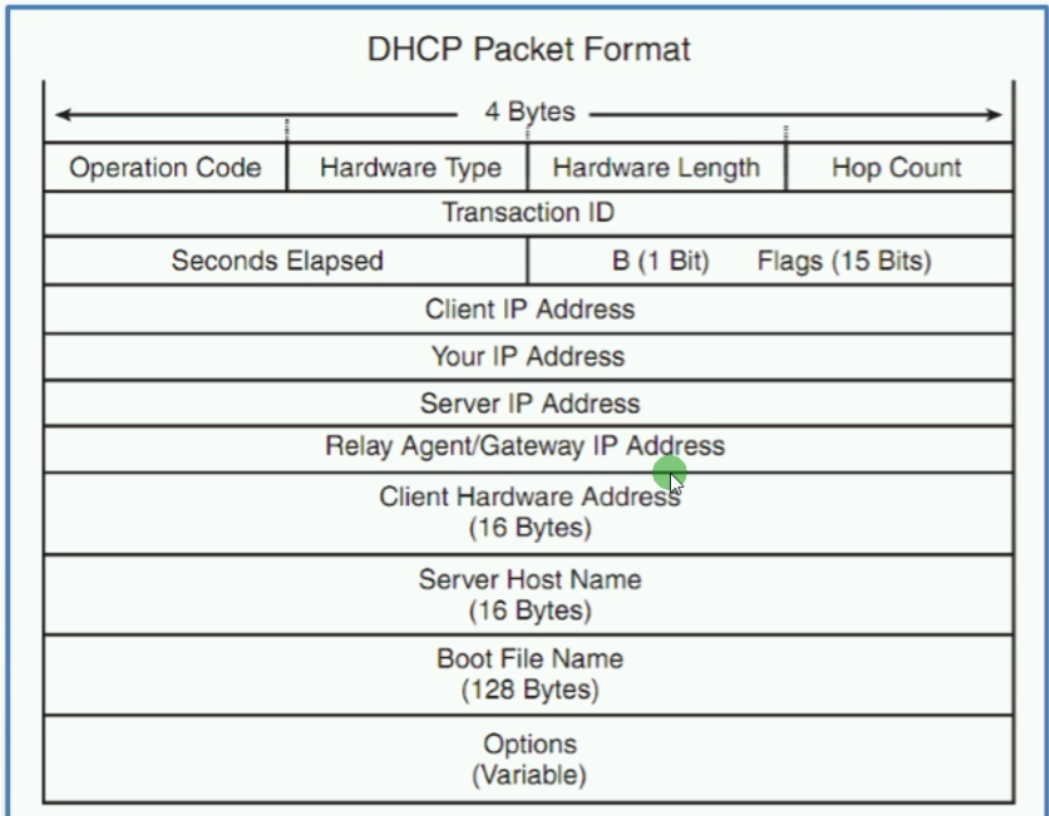 DHCP Packet Format
4 Bytes
Operation Code Hardware Type Hardware Length Hop Count
Transaction ID
Seconds Elapsed B (1 Bit) Flags (15 Bits)
Client IP Address
Your IP Address
Server IP Address
Relay Agent/Gateway IP Address
Client Hardware Address
(16 Bytes)
Server Host Name
(16 Bytes)
Boot File Name
(128 Bytes)
Options
(Variable)